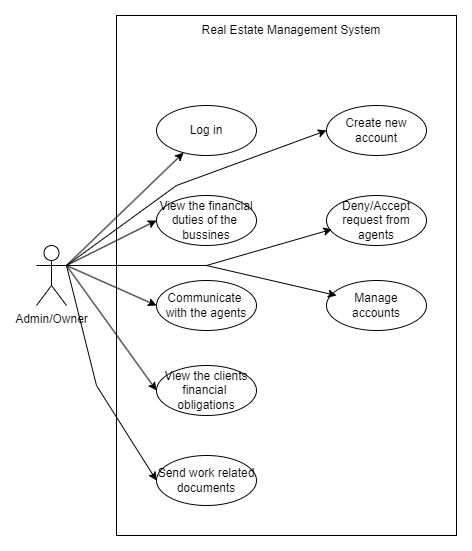 Real Estate Management System
Log in
Create new
account
View the financial
duties of the
bussines
Deny/Accept
request from
agents
Admin/Owner
Communicate
with the agents
Manage
accounts
View the clients
financial
obligations
Send work related
documents